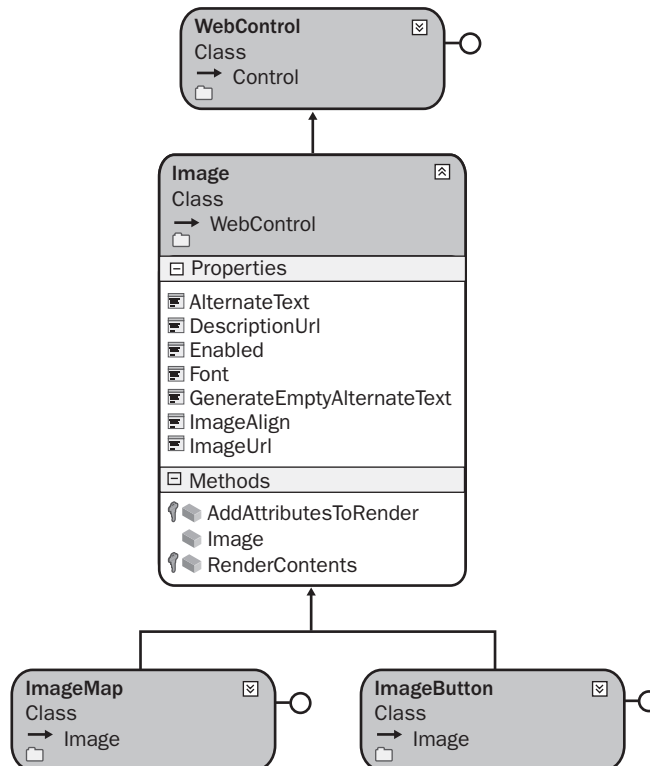 WebControl
Class
Control
Image
Class
WebControl
Properties
AlternateText
DescriptionUrl
Enabled
Font
GenerateEmptyAlternateText
ImageAlign
ImageUrl
Methods
AddAttributesToRender
Image
RenderContents
ImageMap
Class
Image
ImageButton
Class
Image